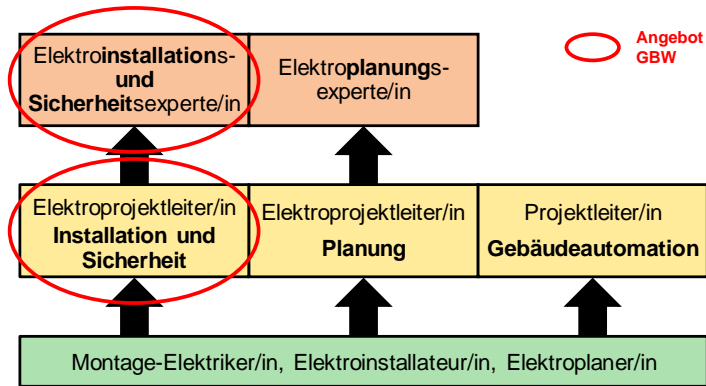 Elektroinstallations-
und
Sicherheitsexperte/in
Elektroplanungs-
experte/in
Angebot
GBW
Elektroprojektleiter/in
Installation und
Sicherheit
Elektroprojektleiter/in
Planung
Projektleiter/in
Gebäudeautomation
Montage-Elektriker/in, Elektroinstallateur/in, Elektroplaner/in